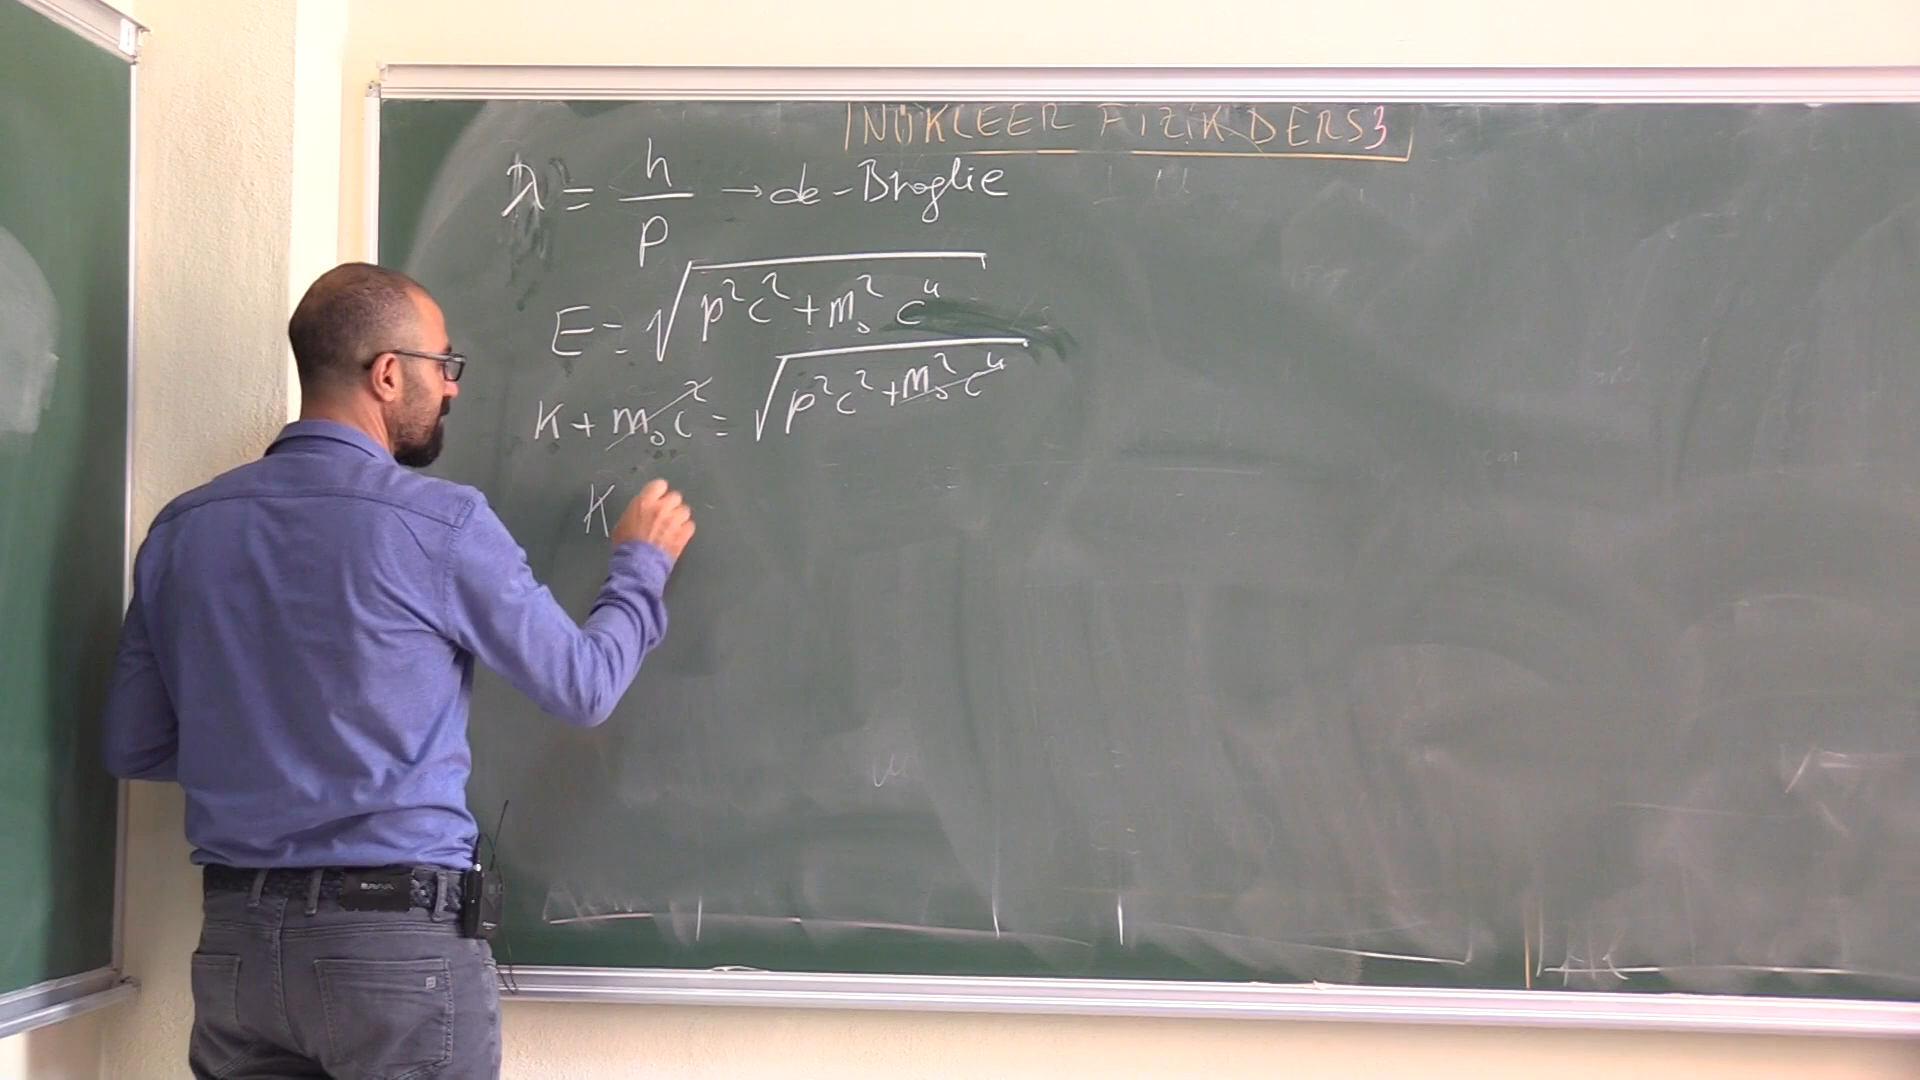 NÜKLEER FİZİK DERS 3
λ = h/p → de-Broglie
E = √(p²c² + m₀²c⁴)
K + m₀c² = √(p²c² + m₀²c⁴)
K